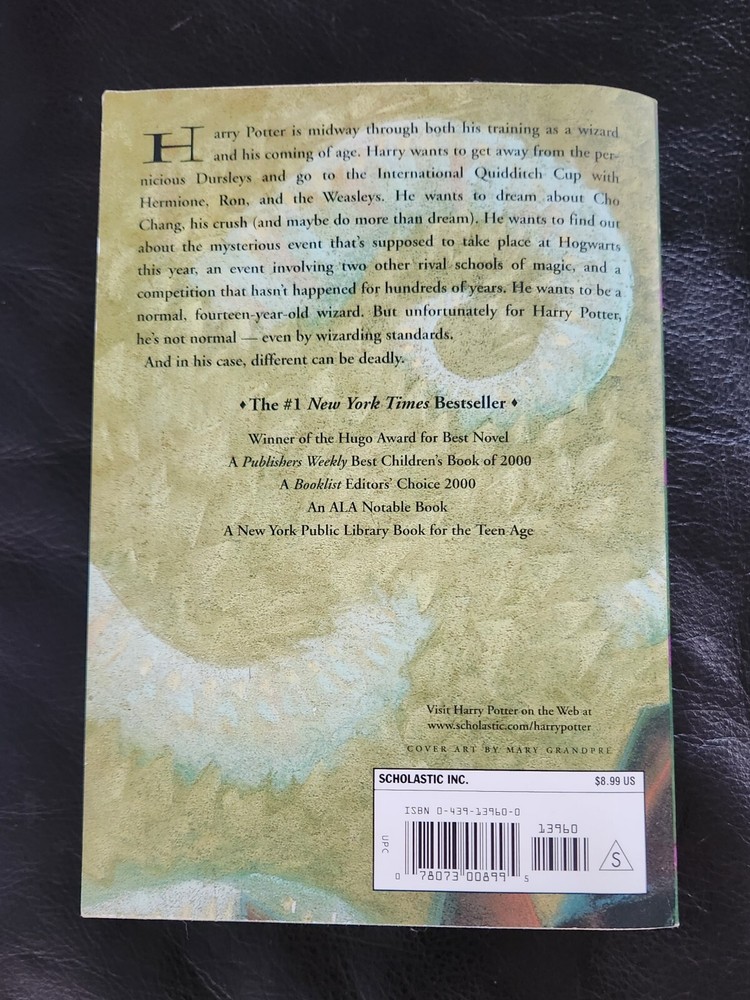 Harry Potter is midway through both his training as a wizard
and his coming of age. Harry wants to get away from the per-
nicious Dursleys and go to the International Quidditch Cup with
Hermione, Ron, and the Weasleys. He wants to dream about Cho
Chang, his crush (and maybe do more than dream). He wants to find out
about the mysterious event that's supposed to take place at Hogwarts
this year, an event involving two other rival schools of magic, and a
competition that hasn't happened for hundreds of years. He wants to be a
normal, fourteen-year-old wizard. But unfortunately for Harry Potter,
he's not normal — even by wizarding standards.
And in his case, different can be deadly.
♦ The #1 New York Times Bestseller ♦
Winner of the Hugo Award for Best Novel
A Publishers Weekly Best Children's Book of 2000
A Booklist Editors' Choice 2000
An ALA Notable Book
A New York Public Library Book for the Teen Age
Visit Harry Potter on the Web at
www.scholastic.com/harrypotter
COVER ART BY MARY GRANDPRÉ
SCHOLASTIC INC. $8.99 US
ISBN 0-439-13960-0
13960
UPC
S
0 78073 00899 5